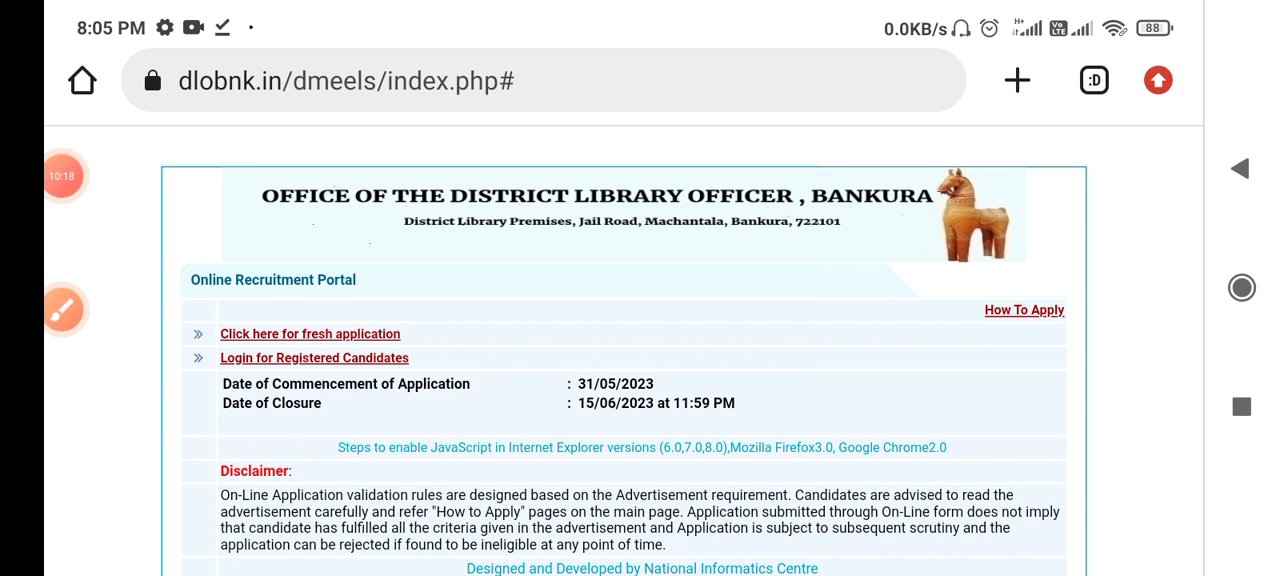 8:05 PM 0.0KB/s H+ Vo LTE 88
dlobnk.in/dmeels/index.php# :D
10:18
OFFICE OF THE DISTRICT LIBRARY OFFICER , BANKURA
District Library Premises, Jail Road, Machantala, Bankura, 722101
Online Recruitment Portal
How To Apply
Click here for fresh application
Login for Registered Candidates
Date of Commencement of Application : 31/05/2023
Date of Closure : 15/06/2023 at 11:59 PM
Steps to enable JavaScript in Internet Explorer versions (6.0,7.0,8.0),Mozilla Firefox3.0, Google Chrome2.0
Disclaimer:
On-Line Application validation rules are designed based on the Advertisement requirement. Candidates are advised to read the
advertisement carefully and refer "How to Apply" pages on the main page. Application submitted through On-Line form does not imply
that candidate has fulfilled all the criteria given in the advertisement and Application is subject to subsequent scrutiny and the
application can be rejected if found to be ineligible at any point of time.
Designed and Developed by National Informatics Centre